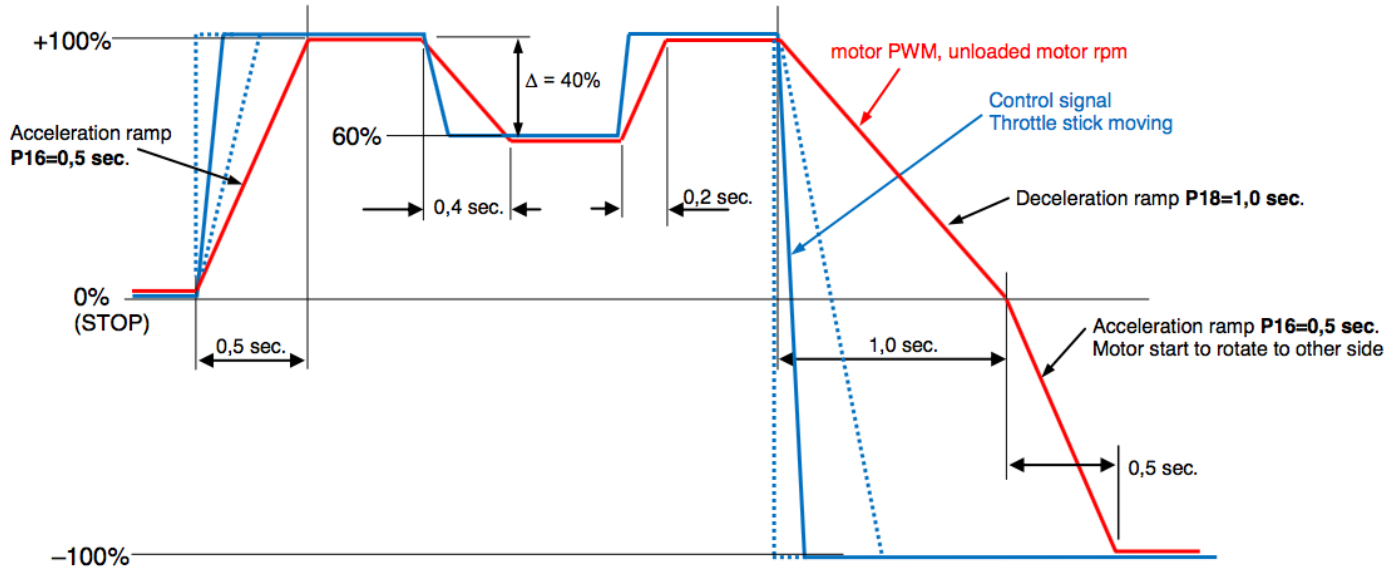 +100%
motor PWM, unloaded motor rpm
Δ = 40%
Control signal
Throttle stick moving
Acceleration ramp
P16=0,5 sec.
60%
0,4 sec.
0,2 sec.
Deceleration ramp P18=1,0 sec.
0%
(STOP)
0,5 sec.
1,0 sec.
Acceleration ramp P16=0,5 sec.
Motor start to rotate to other side
0,5 sec.
–100%